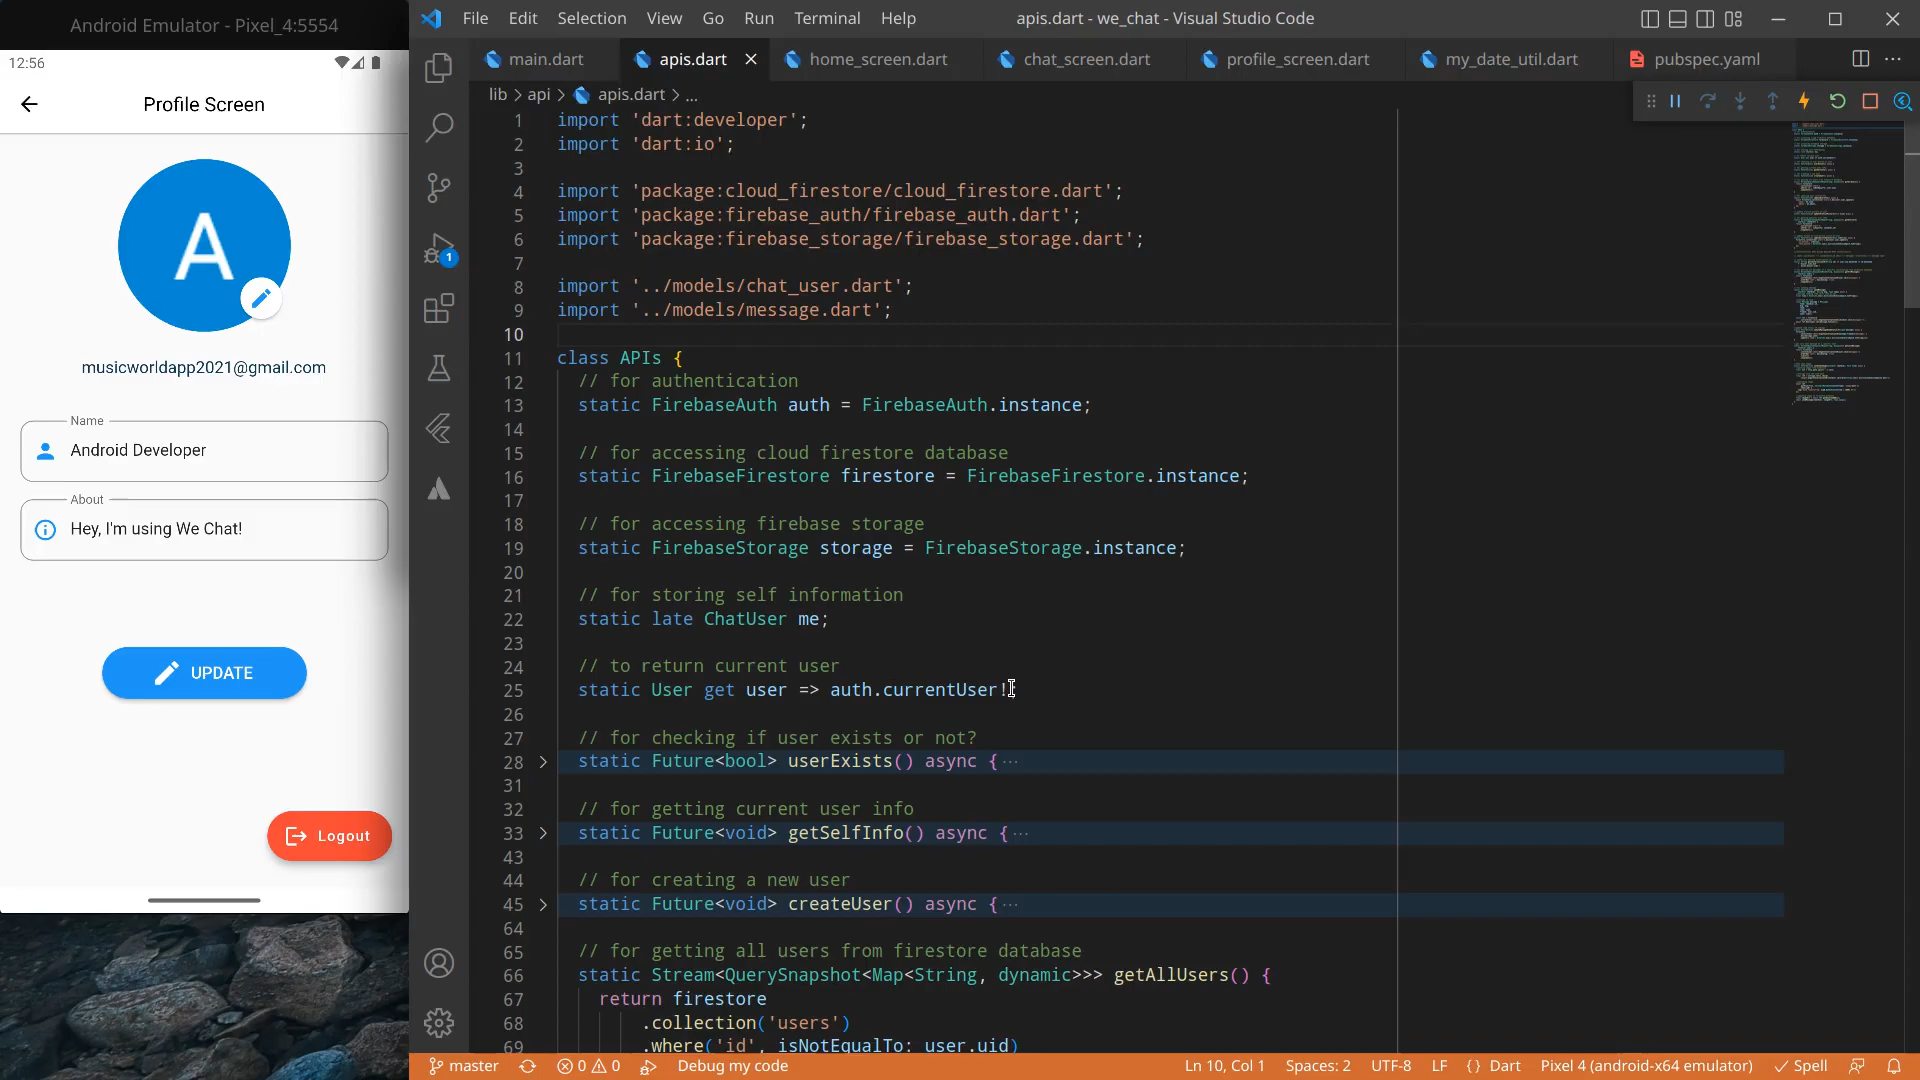 Android Emulator - Pixel_4:5554
12:56
Profile Screen
A
musicworldapp2021@gmail.com
Name
Android Developer
About
Hey, I'm using We Chat!
UPDATE
Logout
File Edit Selection View Go Run Terminal Help
apis.dart - we_chat - Visual Studio Code
main.dart apis.dart home_screen.dart chat_screen.dart profile_screen.dart my_date_util.dart pubspec.yaml
lib > api > apis.dart > ...
1
1 import 'dart:developer';
2 import 'dart:io';
3
4 import 'package:cloud_firestore/cloud_firestore.dart';
5 import 'package:firebase_auth/firebase_auth.dart';
6 import 'package:firebase_storage/firebase_storage.dart';
7
8 import '../models/chat_user.dart';
9 import '../models/message.dart';
10
11 class APIs {
12 // for authentication
13 static FirebaseAuth auth = FirebaseAuth.instance;
14
15 // for accessing cloud firestore database
16 static FirebaseFirestore firestore = FirebaseFirestore.instance;
17
18 // for accessing firebase storage
19 static FirebaseStorage storage = FirebaseStorage.instance;
20
21 // for storing self information
22 static late ChatUser me;
23
24 // to return current user
25 static User get user => auth.currentUser!;
26
27 // for checking if user exists or not?
28 static Future<bool> userExists() async { ...
31
32 // for getting current user info
33 static Future<void> getSelfInfo() async { ...
43
44 // for creating a new user
45 static Future<void> createUser() async { ...
64
65 // for getting all users from firestore database
66 static Stream<QuerySnapshot<Map<String, dynamic>>> getAllUsers() {
67 return firestore
68 .collection('users')
69 .where('id', isNotEqualTo: user.uid)
master 0 0 Debug my code Ln 10, Col 1 Spaces: 2 UTF-8 LF { } Dart Pixel 4 (android-x64 emulator) Spell